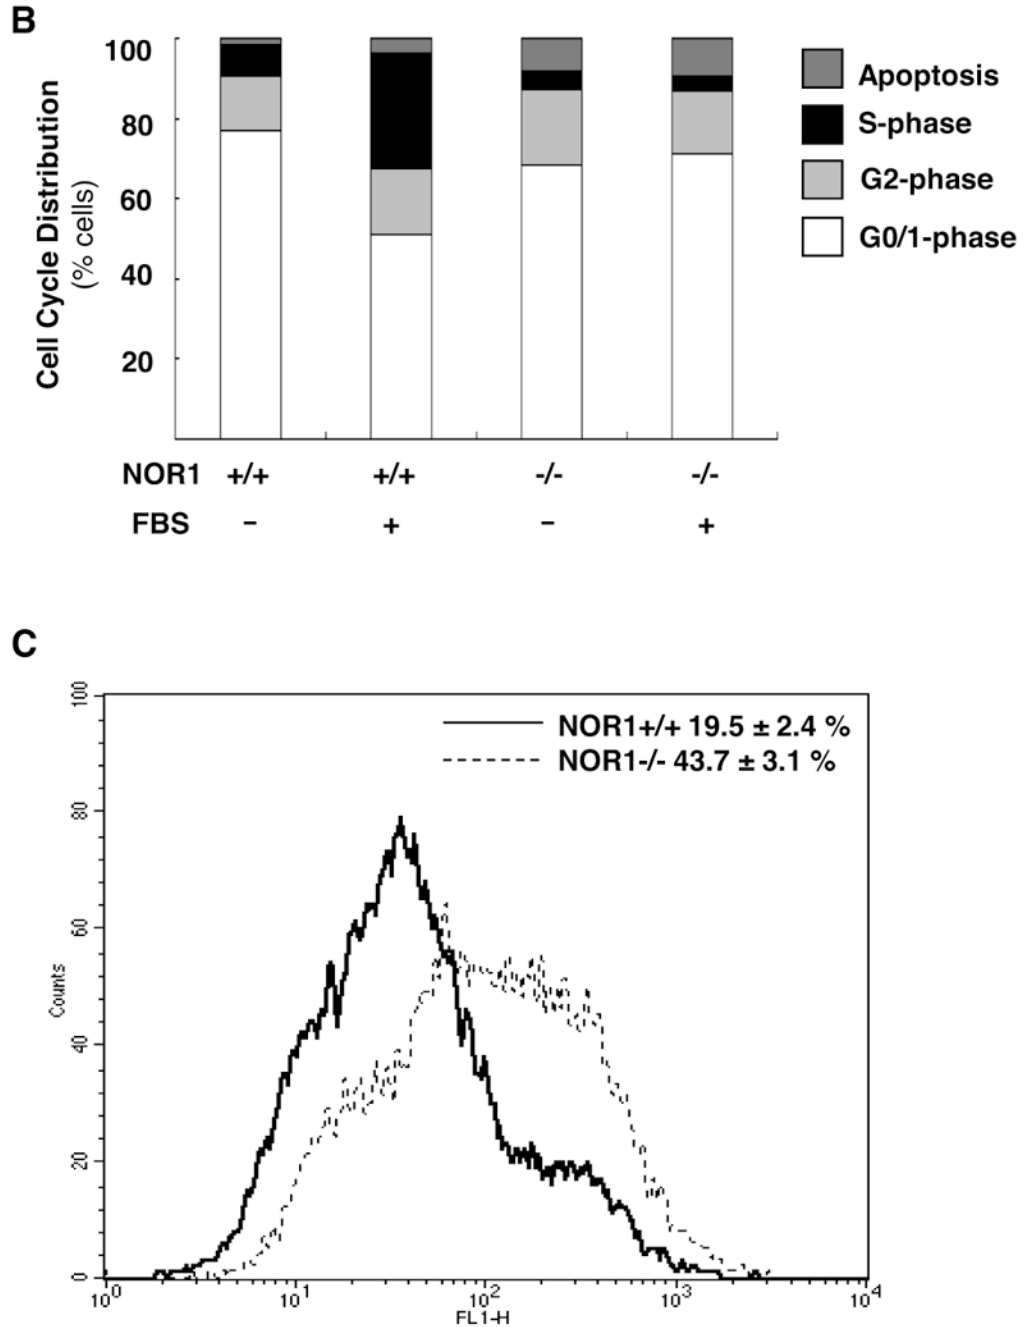 B
100
80
60
40
20
Cell Cycle Distribution
(% cells)
Apoptosis
S-phase
G2-phase
G0/1-phase
NOR1 +/+ +/+ -/- -/-
FBS − + − +
C
100
80
60
40
20
0
Counts
NOR1+/+ 19.5 ± 2.4 %
NOR1-/- 43.7 ± 3.1 %
10⁰ 10¹ 10² 10³ 10⁴
FL1-H